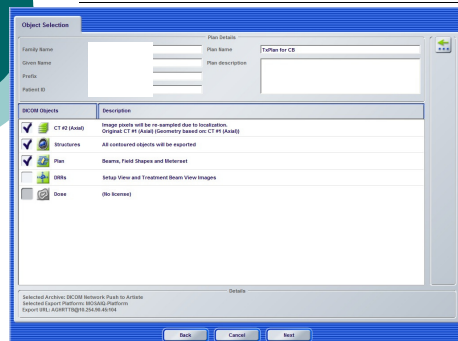 Object Selection
Plan Details
Family Name
Plan Name
TxPlan for CB
Given Name
Plan description
Prefix
Patient ID
DICOM Objects
Description
CT #2 (Axial)
Image pixels will be re-sampled due to localization.
Original: CT #1 (Axial) (Geometry based on: CT #1 (Axial))
Structures
All contoured objects will be exported
Plan
Beams, Field Shapes and Meterset
DRRs
Setup View and Treatment Beam View Images
Dose
(No license)
Details
Selected Archive: DICOM Network Push to Artiste
Selected Export Platform: MOSAIQ-Platform
Export URL:
Back
Cancel
Next